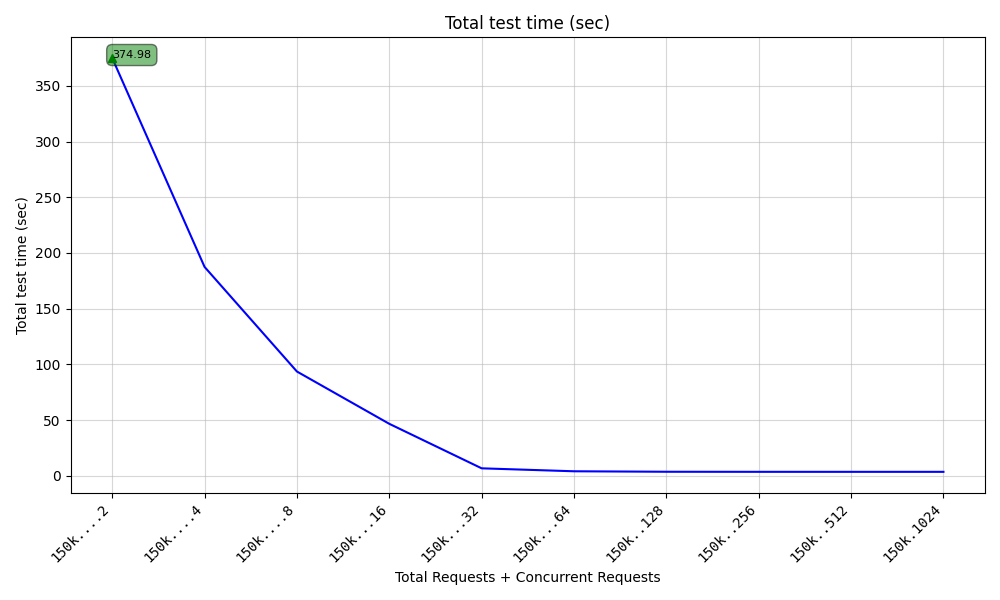 Total test time (sec)
374.98
Total test time (sec)
350
300
250
200
150
100
50
0
150k....2
150k....4
150k....8
150k...16
150k...32
150k...64
150k..128
150k..256
150k..512
150k.1024
Total Requests + Concurrent Requests